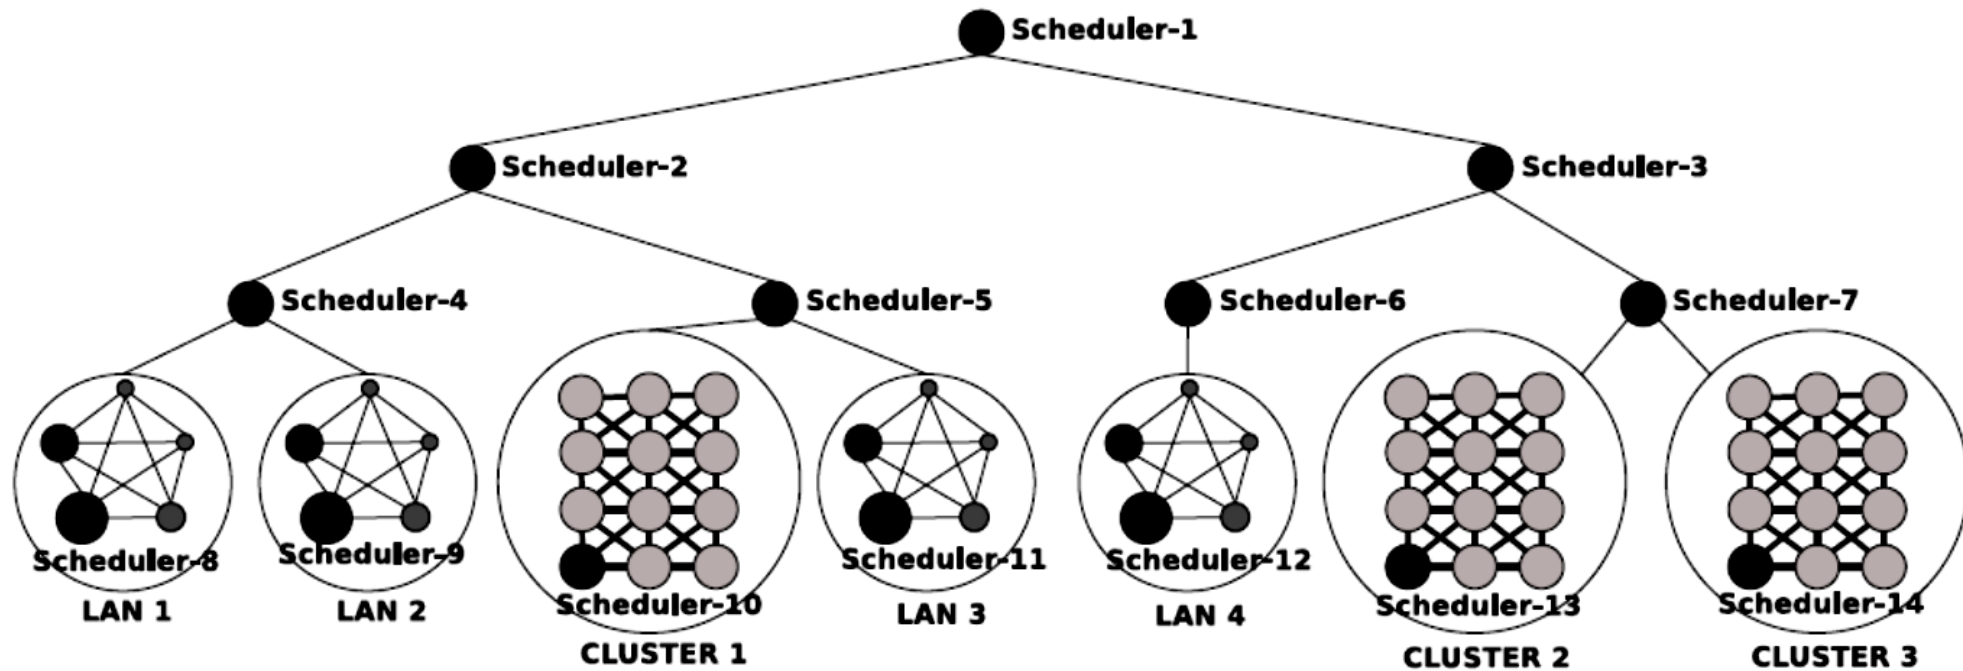 Scheduler-1
Scheduler-2
Scheduler-3
Scheduler-4
Scheduler-5
Scheduler-6
Scheduler-7
Scheduler-8
Scheduler-9
Scheduler-10
Scheduler-11
Scheduler-12
Scheduler-13
Scheduler-14
LAN 1
LAN 2
CLUSTER 1
LAN 3
LAN 4
CLUSTER 2
CLUSTER 3